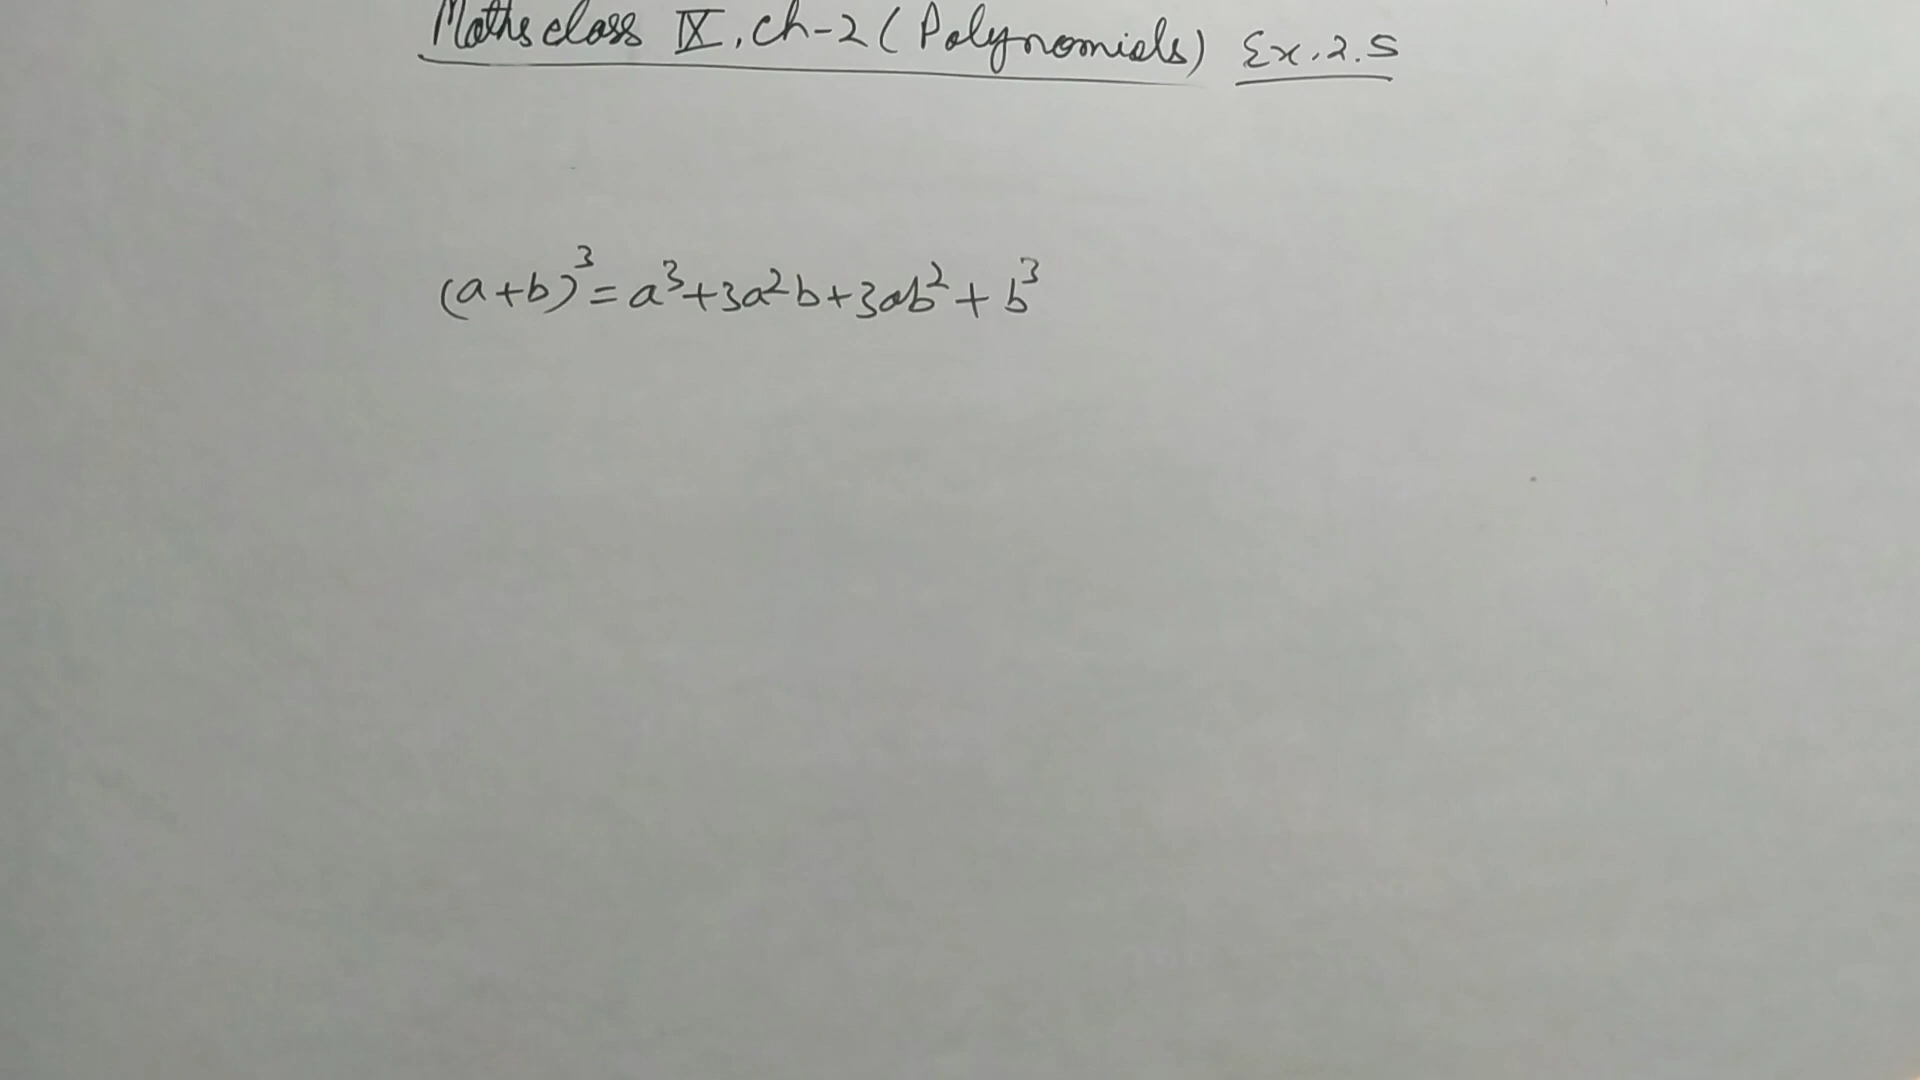 Maths class IX, ch-2 (Polynomials) Ex. 2.5
(a+b)³=a³+3a²b+3ab²+b³